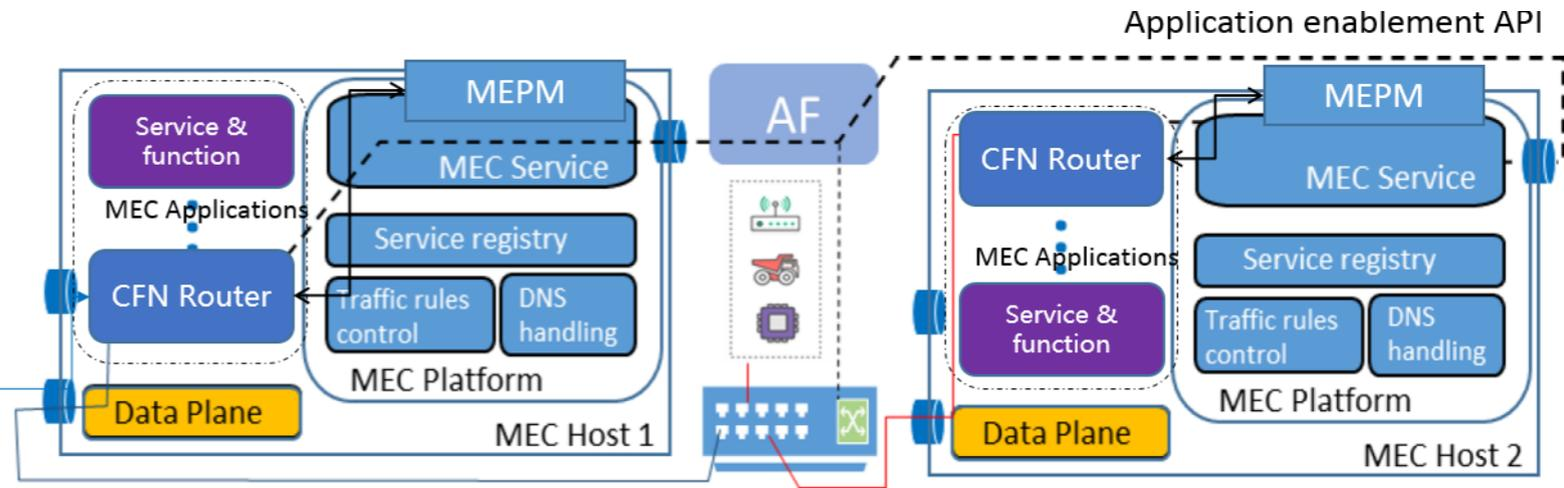 Application enablement API
MEPM
Service &
function
MEC Service
MEC Applications
Service registry
CFN Router
Traffic rules
control
DNS
handling
MEC Platform
Data Plane
MEC Host 1
AF
MEPM
CFN Router
MEC Service
MEC Applications
Service registry
Service &
function
Traffic rules
control
DNS
handling
MEC Platform
Data Plane
MEC Host 2